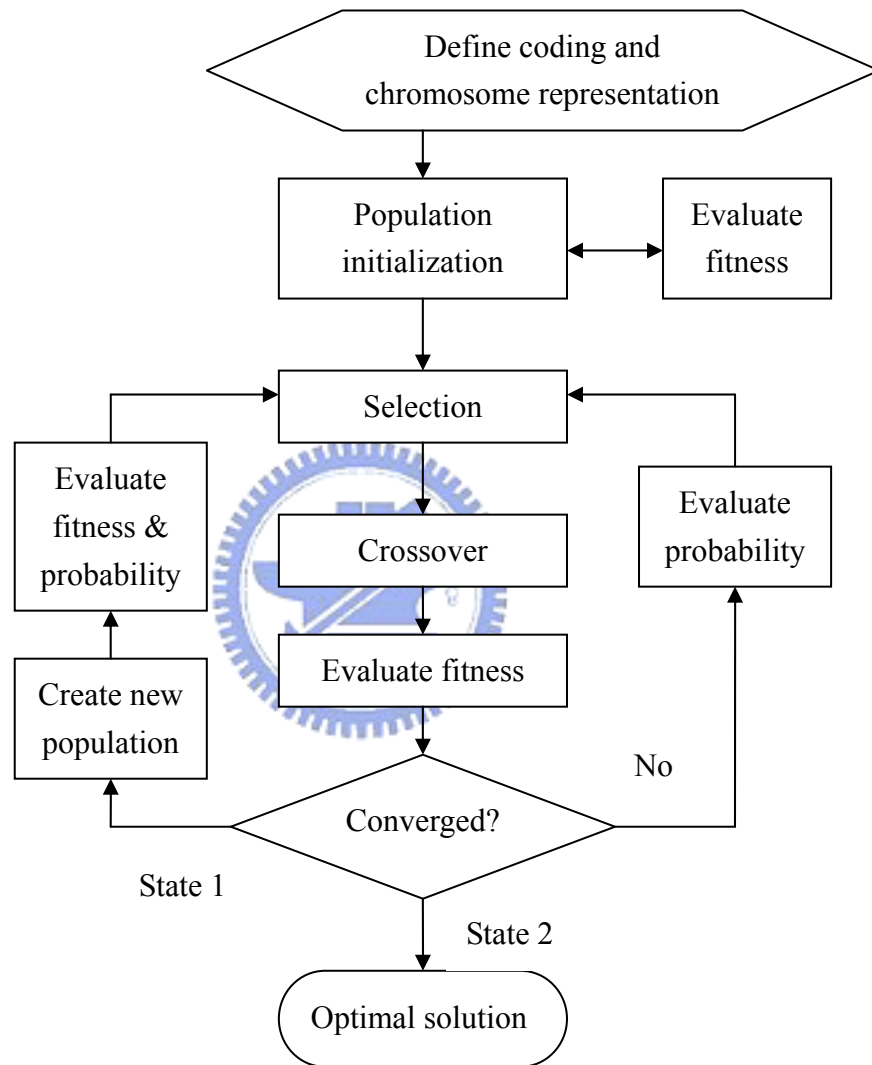 Define coding and
chromosome representation
Population
initialization
Evaluate
fitness
Selection
Evaluate
fitness &
probability
Crossover
Evaluate
probability
Evaluate fitness
Create new
population
No
Converged?
State 1
State 2
Optimal solution